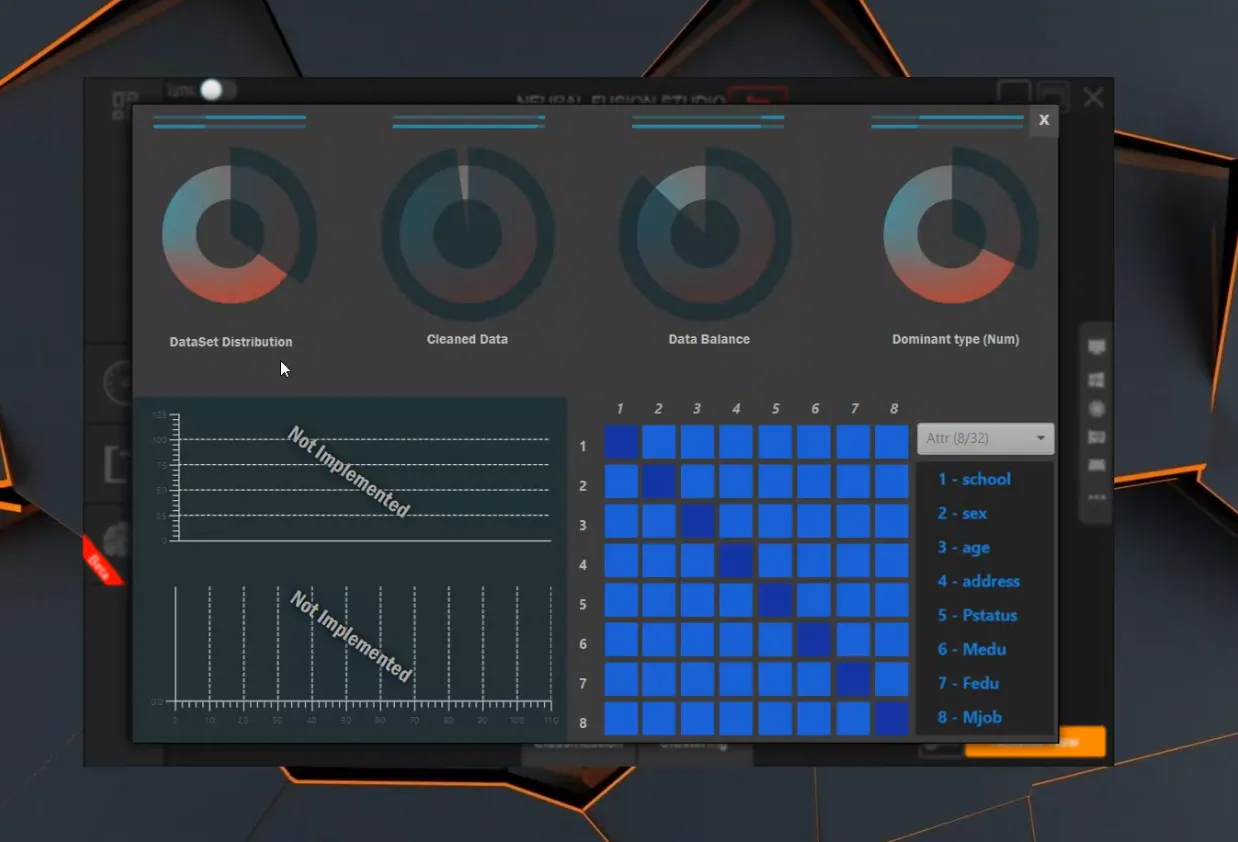 Sync
NEURAL FUSION STUDIO
X
DataSet Distribution
Cleaned Data
Data Balance
Dominant type (Num)
125
100
75
50
25
0
Not Implemented
Not Implemented
0.0
0 10 20 30 40 50 60 70 80 90 100 110
1 2 3 4 5 6 7 8
1
2
3
4
5
6
7
8
Attr (8/32)
1 - school
2 - sex
3 - age
4 - address
5 - Pstatus
6 - Medu
7 - Fedu
8 - Mjob
Beta